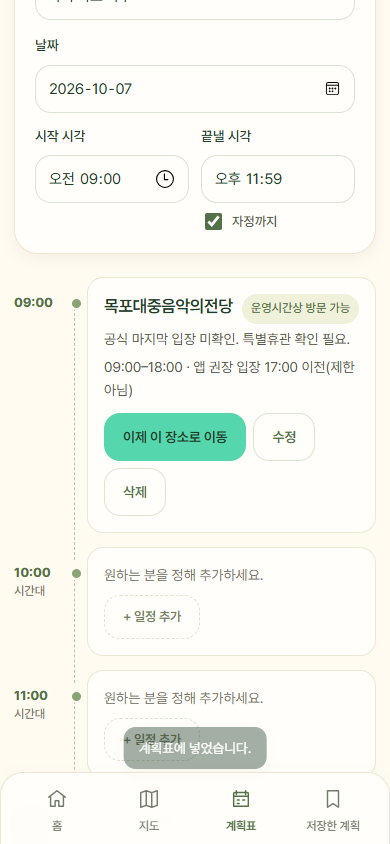 날짜
2026-10-07
시작 시각
끝낼 시각
오전 09:00
오후 11:59
자정까지
09:00
목포대중음악의전당
운영시간상 방문 가능
공식 마지막 입장 미확인. 특별휴관 확인 필요.
09:00–18:00 · 앱 권장 입장 17:00 이전(제한
아님)
이제 이 장소로 이동
수정
삭제
10:00
시간대
원하는 분을 정해 추가하세요.
+ 일정 추가
11:00
시간대
원하는 분을 정해 추가하세요.
+ 일정 추가
계획표에 넣었습니다.
홈
지도
계획표
저장한 계획